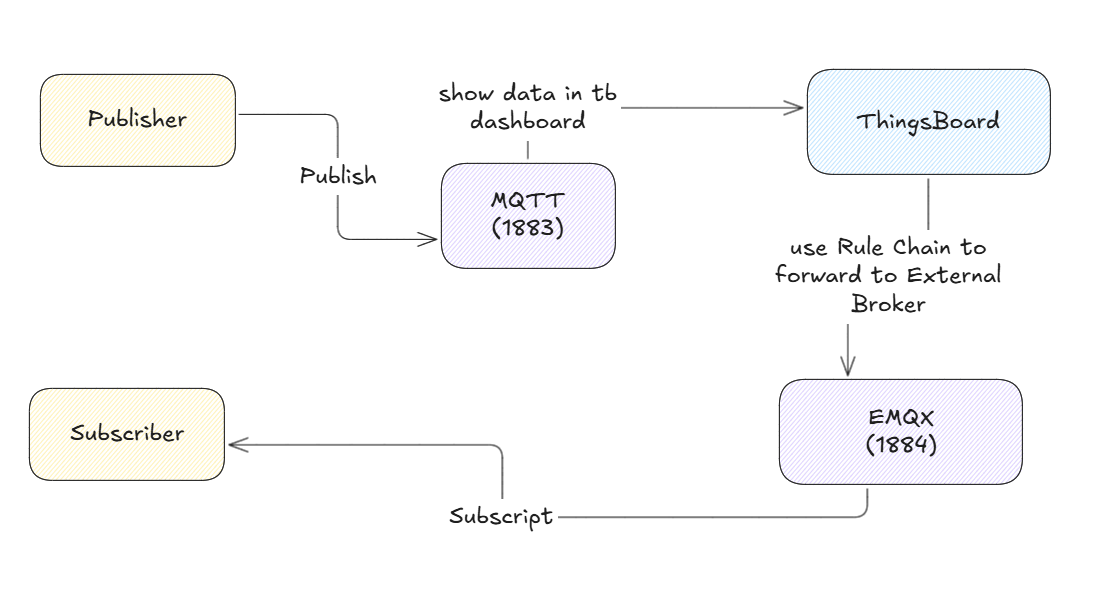 Publisher
Publish
show data in tb
dashboard
MQTT
(1883)
ThingsBoard
use Rule Chain to
forward to External
Broker
EMQX
(1884)
Subscript
Subscriber